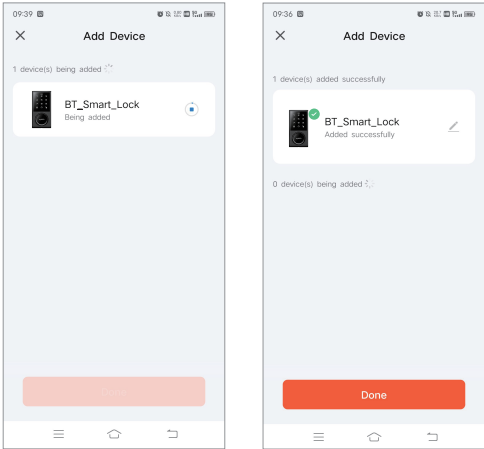 09:39
Add Device
1 device(s) being added
BT_Smart_Lock
Being added
Done
09:36
Add Device
1 device(s) added successfully
BT_Smart_Lock
Added successfully
0 device(s) being added
Done